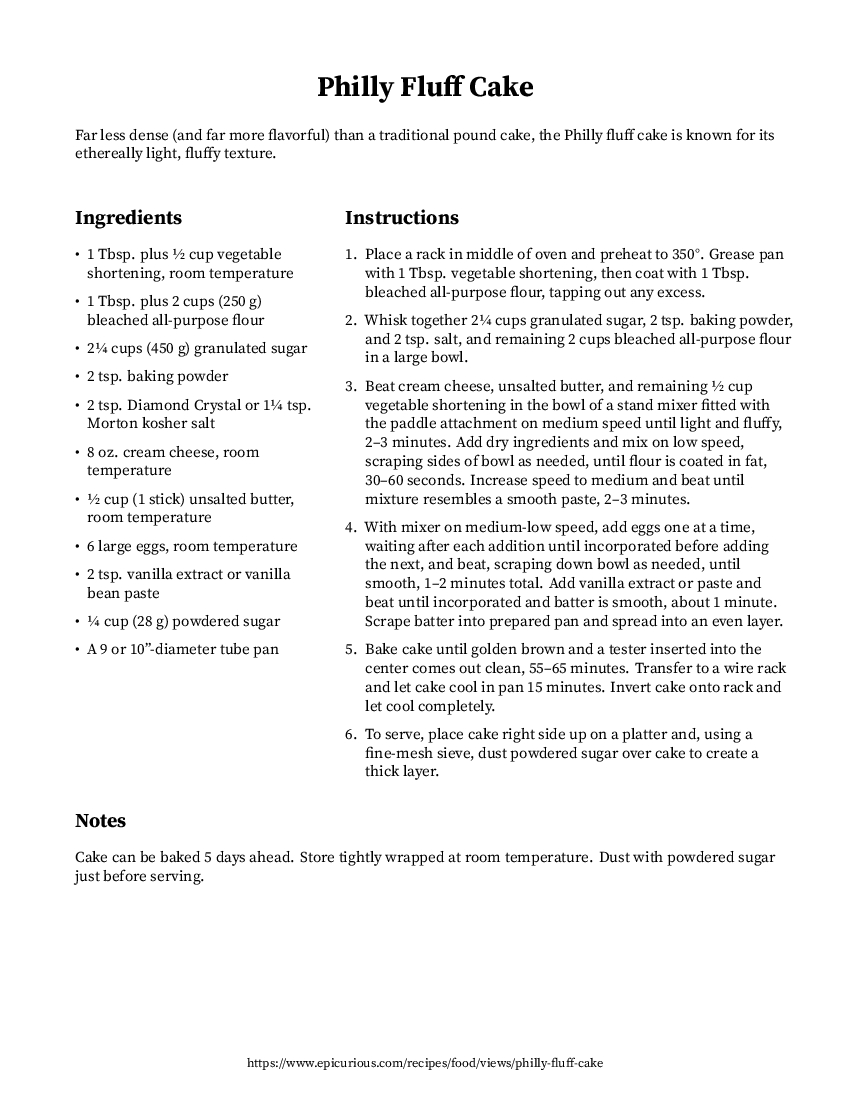 Philly Fluff Cake
Far less dense (and far more flavorful) than a traditional pound cake, the Philly fluff cake is known for its
ethereally light, fluffy texture.
Ingredients
• 1 Tbsp. plus ½ cup vegetable
shortening, room temperature
• 1 Tbsp. plus 2 cups (250 g)
bleached all-purpose flour
• 2¼ cups (450 g) granulated sugar
• 2 tsp. baking powder
• 2 tsp. Diamond Crystal or 1¼ tsp.
Morton kosher salt
• 8 oz. cream cheese, room
temperature
• ½ cup (1 stick) unsalted butter,
room temperature
• 6 large eggs, room temperature
• 2 tsp. vanilla extract or vanilla
bean paste
• ¼ cup (28 g) powdered sugar
• A 9 or 10”-diameter tube pan
Instructions
1. Place a rack in middle of oven and preheat to 350°. Grease pan
with 1 Tbsp. vegetable shortening, then coat with 1 Tbsp.
bleached all-purpose flour, tapping out any excess.
2. Whisk together 2¼ cups granulated sugar, 2 tsp. baking powder,
and 2 tsp. salt, and remaining 2 cups bleached all-purpose flour
in a large bowl.
3. Beat cream cheese, unsalted butter, and remaining ½ cup
vegetable shortening in the bowl of a stand mixer fitted with
the paddle attachment on medium speed until light and fluffy,
2–3 minutes. Add dry ingredients and mix on low speed,
scraping sides of bowl as needed, until flour is coated in fat,
30–60 seconds. Increase speed to medium and beat until
mixture resembles a smooth paste, 2–3 minutes.
4. With mixer on medium-low speed, add eggs one at a time,
waiting after each addition until incorporated before adding
the next, and beat, scraping down bowl as needed, until
smooth, 1–2 minutes total. Add vanilla extract or paste and
beat until incorporated and batter is smooth, about 1 minute.
Scrape batter into prepared pan and spread into an even layer.
5. Bake cake until golden brown and a tester inserted into the
center comes out clean, 55–65 minutes. Transfer to a wire rack
and let cake cool in pan 15 minutes. Invert cake onto rack and
let cool completely.
6. To serve, place cake right side up on a platter and, using a
fine-mesh sieve, dust powdered sugar over cake to create a
thick layer.
Notes
Cake can be baked 5 days ahead. Store tightly wrapped at room temperature. Dust with powdered sugar
just before serving.
https://www.epicurious.com/recipes/food/views/philly-fluff-cake